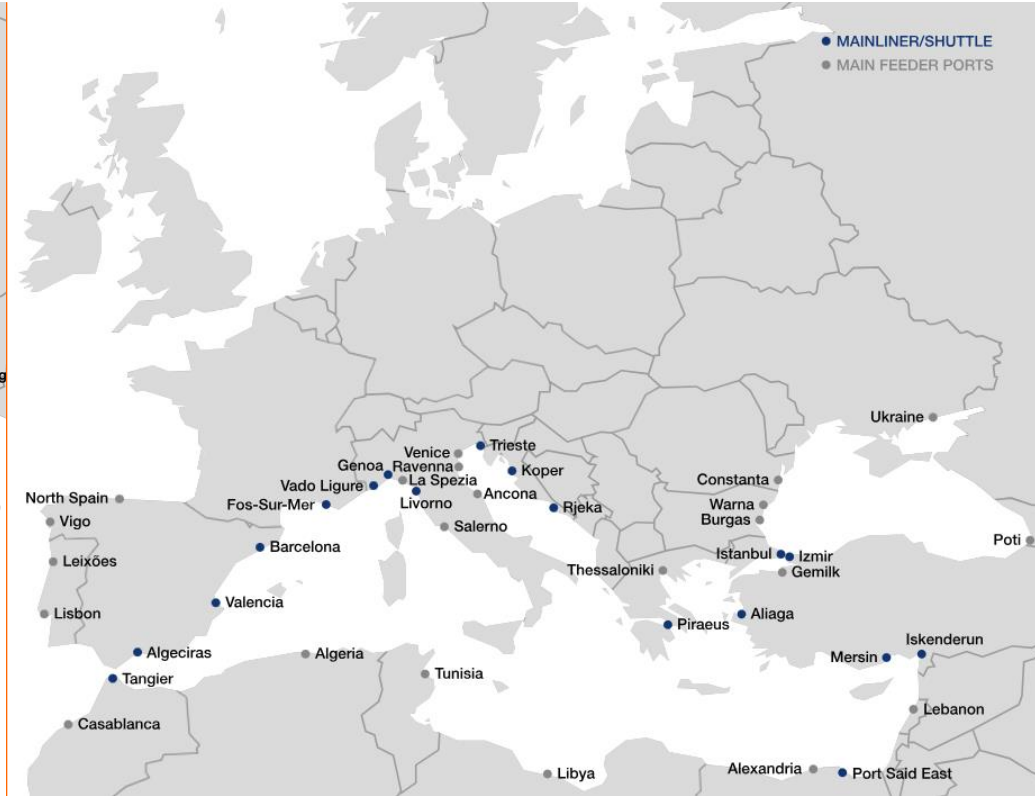 MAINLINER/SHUTTLE
MAIN FEEDER PORTS
g
Ukraine
Trieste
Venice
Genoa
Ravenna
Koper
La Spezia
Vado Ligure
Constanta
Ancona
North Spain
Fos-Sur-Mer
Livorno
Rjeka
Warna
Vigo
Burgas
Salerno
Poti
Barcelona
Istanbul
Izmir
Leixões
Thessaloniki
Gemilk
Valencia
Lisbon
Aliaga
Piraeus
Iskenderun
Algeciras
Algeria
Mersin
Tangier
Tunisia
Lebanon
Casablanca
Alexandria
Libya
Port Said East